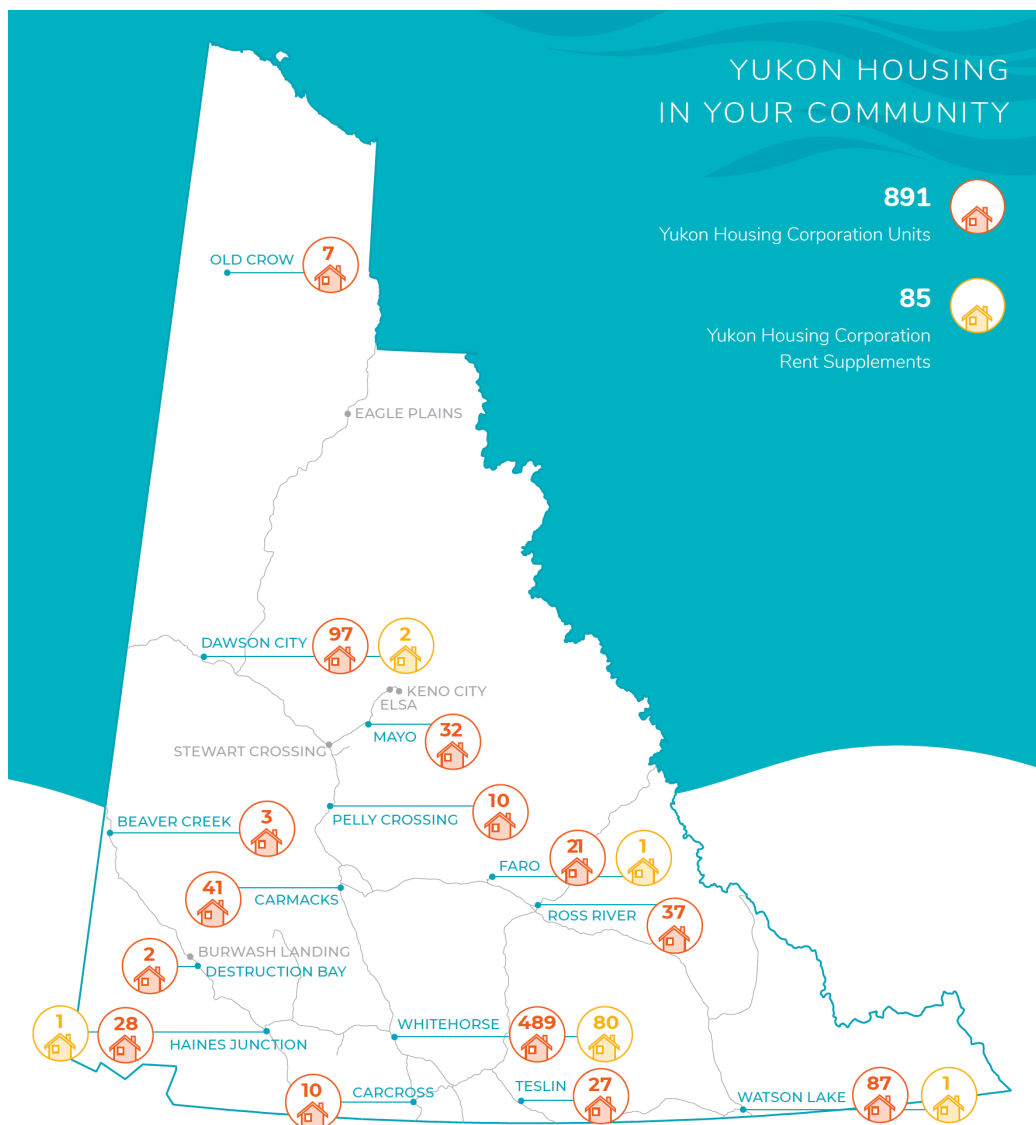 YUKON HOUSING
IN YOUR COMMUNITY
891
Yukon Housing Corporation Units
85
Yukon Housing Corporation
Rent Supplements
OLD CROW
7
EAGLE PLAINS
DAWSON CITY
97
2
KENO CITY
ELSA
MAYO
32
STEWART CROSSING
PELLY CROSSING
10
BEAVER CREEK
3
FARO
21
1
41
CARMACKS
ROSS RIVER
37
BURWASH LANDING
2
DESTRUCTION BAY
1
28
HAINES JUNCTION
WHITEHORSE
489
80
10
CARCROSS
TESLIN
27
WATSON LAKE
87
1